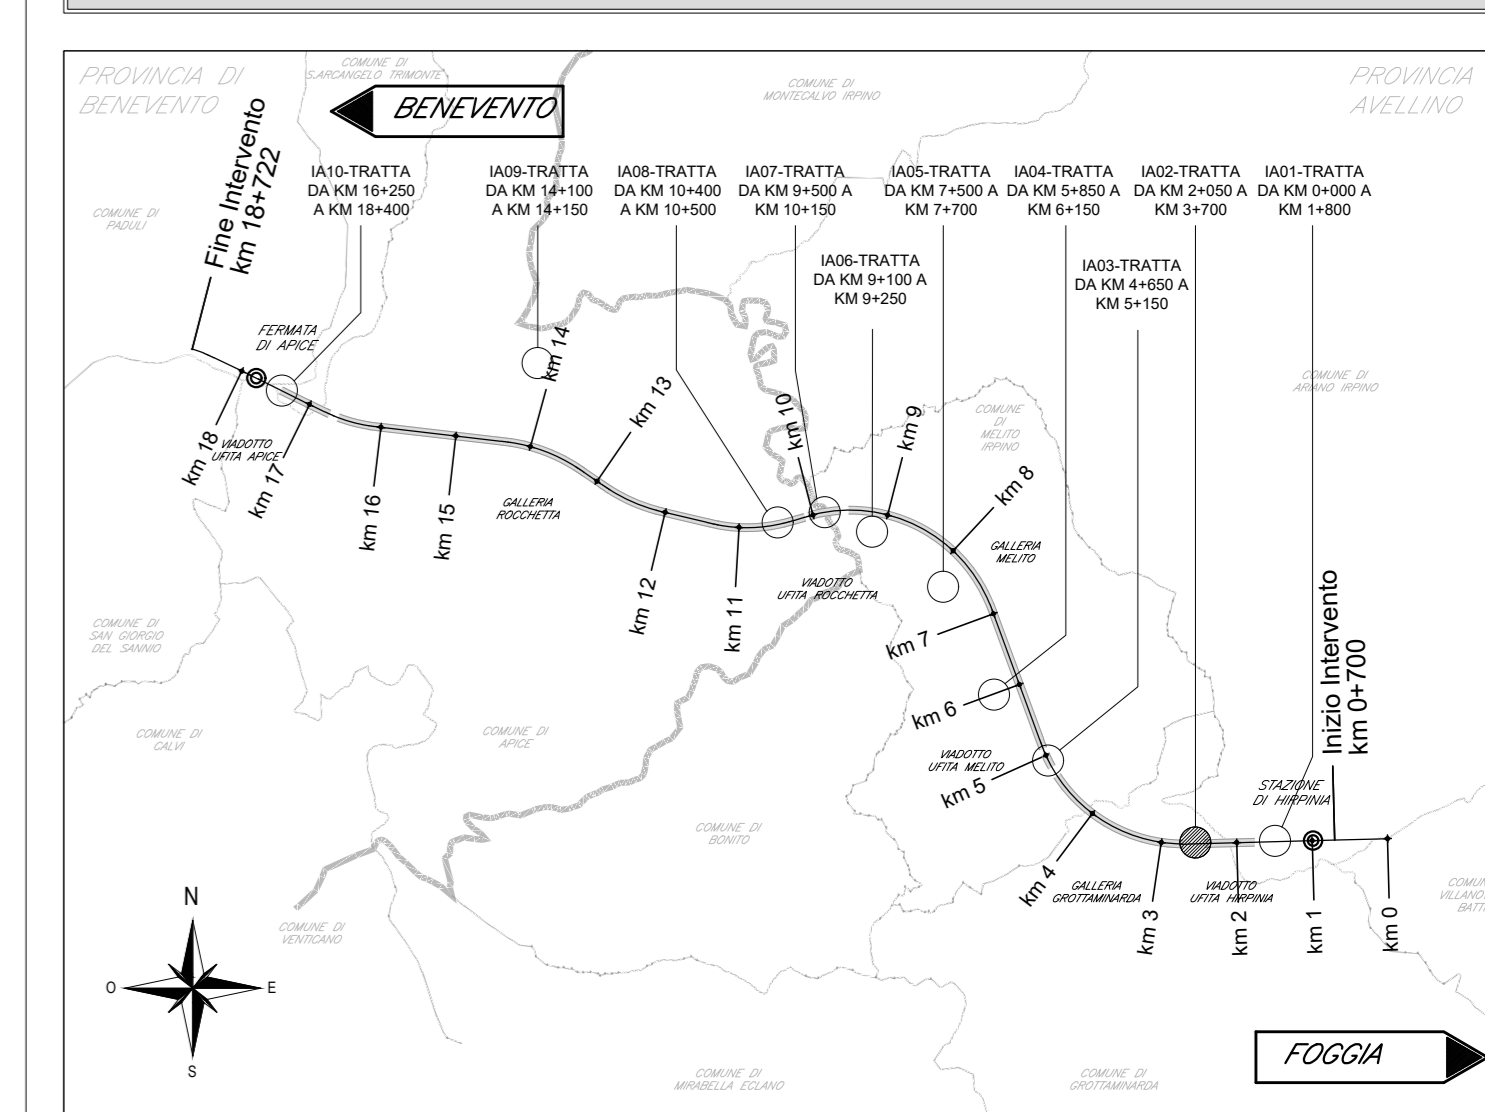 PROVINCIA DI
BENEVENTO
COMUNE DI
S.ARCANGELO TRIMONTE
BENEVENTO
COMUNE DI
MONTECALVO IRPINO
PROVINCIA
AVELLINO
Fine Intervento
km 18+722
IA10-TRATTA
DA KM 16+250
A KM 18+400
IA09-TRATTA
DA KM 14+100
A KM 14+150
IA08-TRATTA
DA KM 10+400
A KM 10+500
IA07-TRATTA
DA KM 9+500 A
KM 10+150
IA05-TRATTA
DA KM 7+500 A
KM 7+700
IA04-TRATTA
DA KM 5+850 A
KM 6+150
IA02-TRATTA
DA KM 2+050 A
KM 3+700
IA01-TRATTA
DA KM 0+000 A
KM 1+800
COMUNE DI
PADULI
IA06-TRATTA
DA KM 9+100 A
KM 9+250
IA03-TRATTA
DA KM 4+650 A
KM 5+150
FERMATA
DI APICE
km 14
km 13
COMUNE DI
ARIANO IRPINO
km 10
km 9
COMUNE
DI
MELITO
IRPINO
km 18
VIADOTTO
UFITA APICE
km 17
km 16
km 15
GALLERIA
ROCCHETTA
km 8
GALLERIA
MELITO
km 12
km 11
VIADOTTO
UFITA ROCCHETTA
km 7
COMUNE DI
SAN GIORGIO
DEL SANNIO
Inizio Intervento
km 0+700
km 6
COMUNE DI
CALVI
COMUNE DI
APICE
VIADOTTO
UFITA MELITO
km 5
STAZIONE
DI HIRPINIA
COMUNE DI
BONITO
km 4
GALLERIA
GROTTAMINARDA
km 3
VIADOTTO
UFITA HIRPINIA
km 2
km 1
km 0
COMUN
VILLANO
BATT
COMUNE DI
VENTICANO
N
O
E
S
FOGGIA
COMUNE DI
MIRABELLA ECLANO
COMUNE DI
GROTTAMINARDA